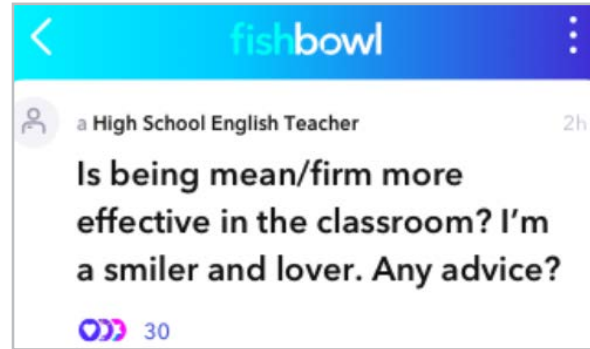 fishbowl
a High School English Teacher 2h
Is being mean/firm more
effective in the classroom? I'm
a smiler and lover. Any advice?
30